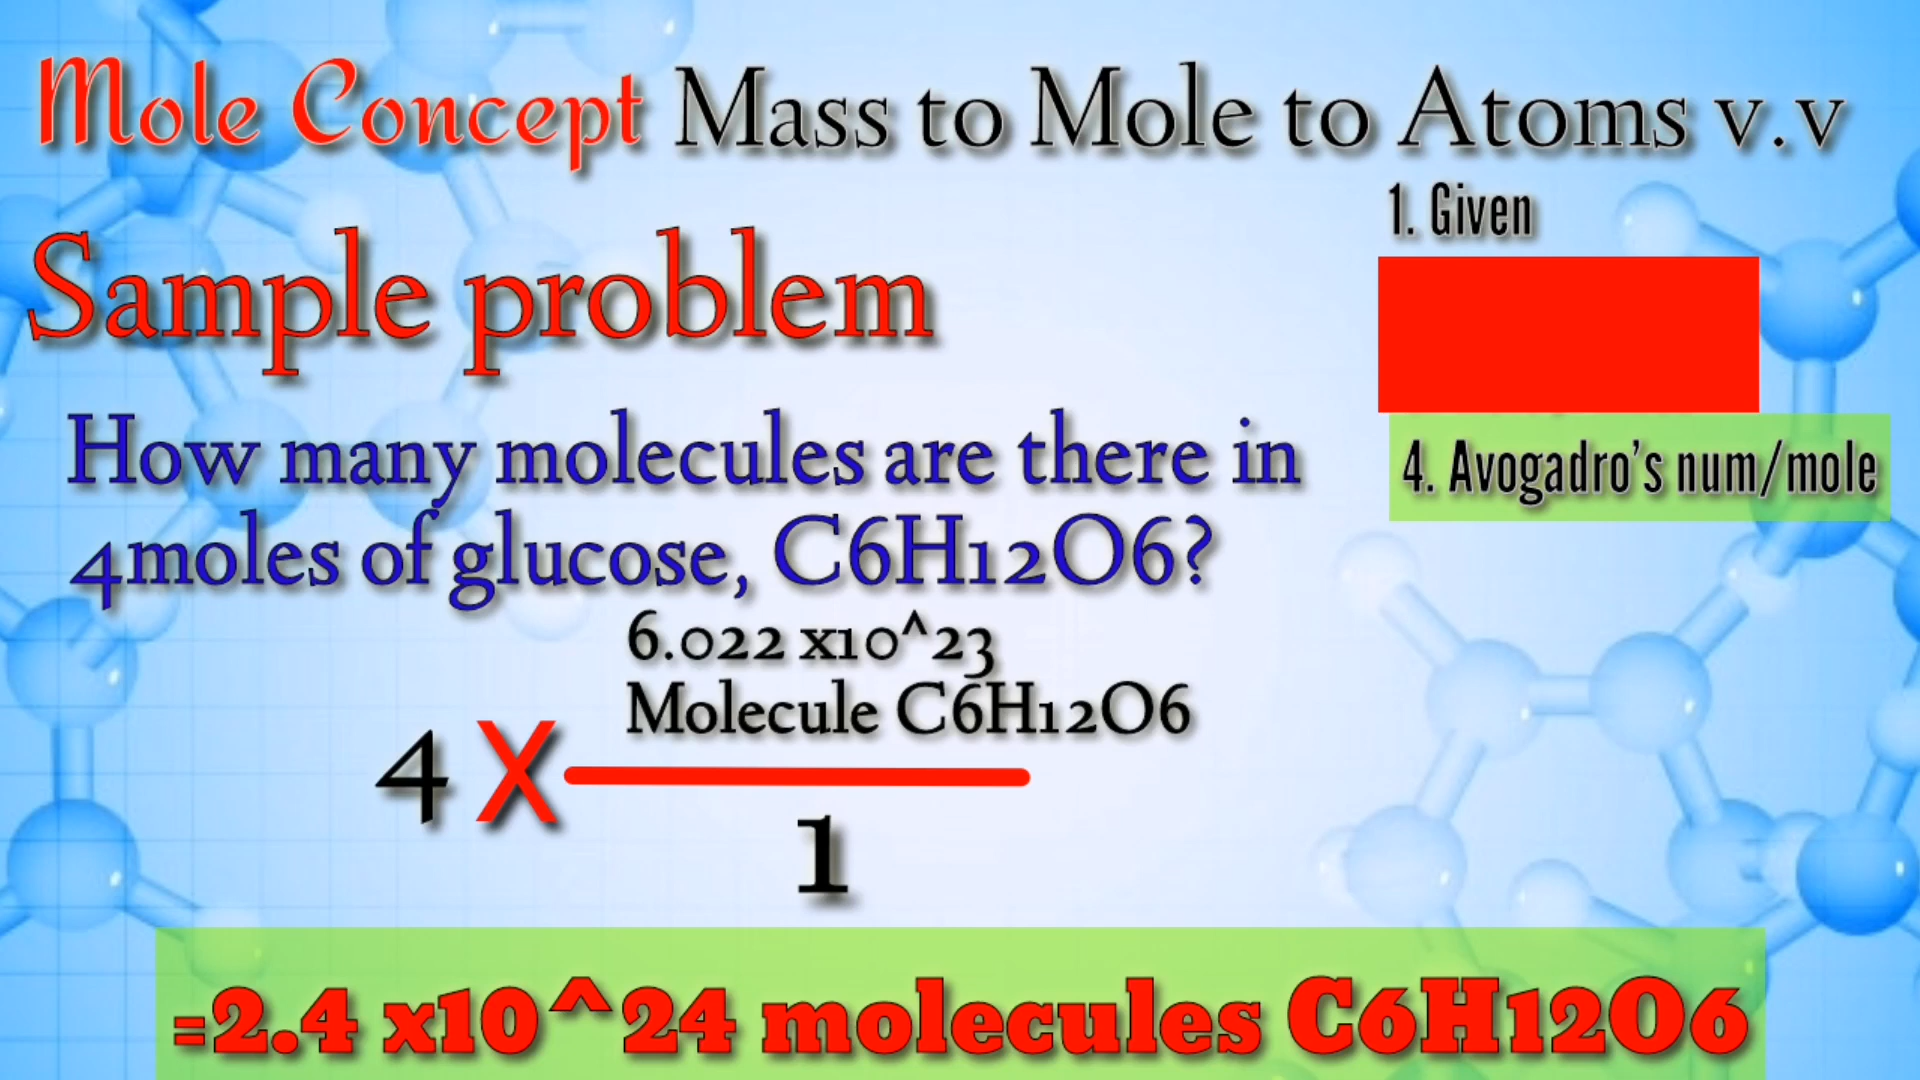 Mole Concept Mass to Mole to Atoms v.v
1. Given
Sample problem
How many molecules are there in
4moles of glucose, C6H12O6?
4. Avogadro's num/mole
6.022 x10^23
Molecule C6H12O6
4 X
1
=2.4 x10^24 molecules C6H12O6